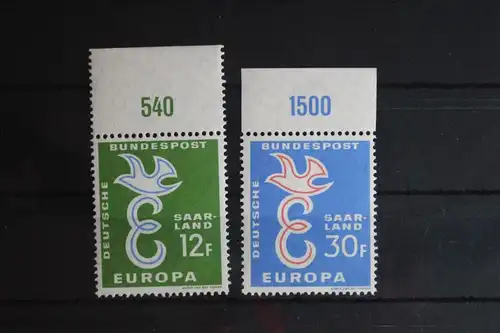 540
BUNDESPOST
DEUTSCHE
SAAR-
LAND
12F
EUROPA
1500
BUNDESPOST
DEUTSCHE
SAAR-
LAND
30F
EUROPA